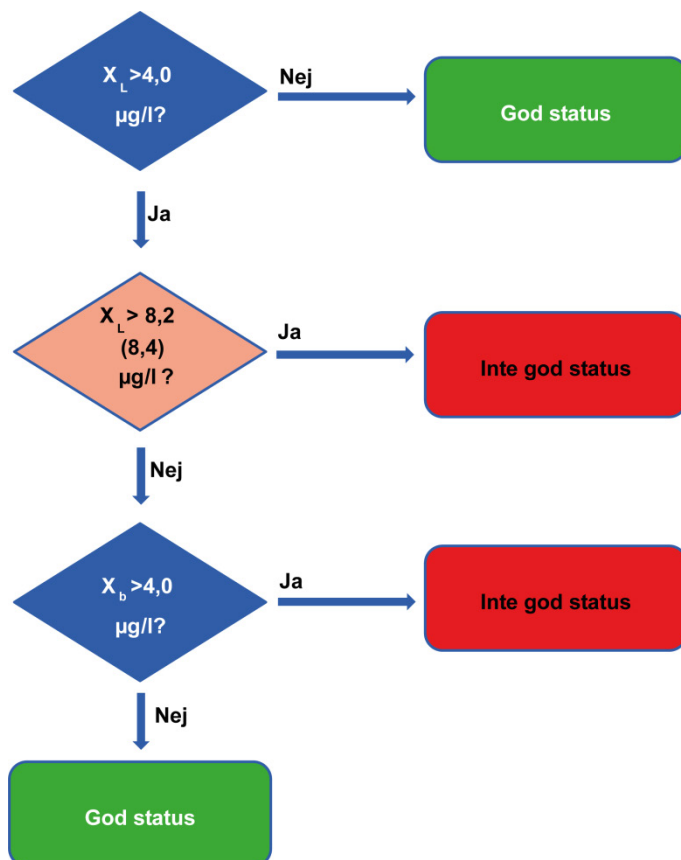 X_L >4,0
µg/l?
Nej
God status
Ja
X_L > 8,2
(8,4)
µg/l ?
Ja
Inte god status
Nej
X_b >4,0
µg/l?
Ja
Inte god status
Nej
God status